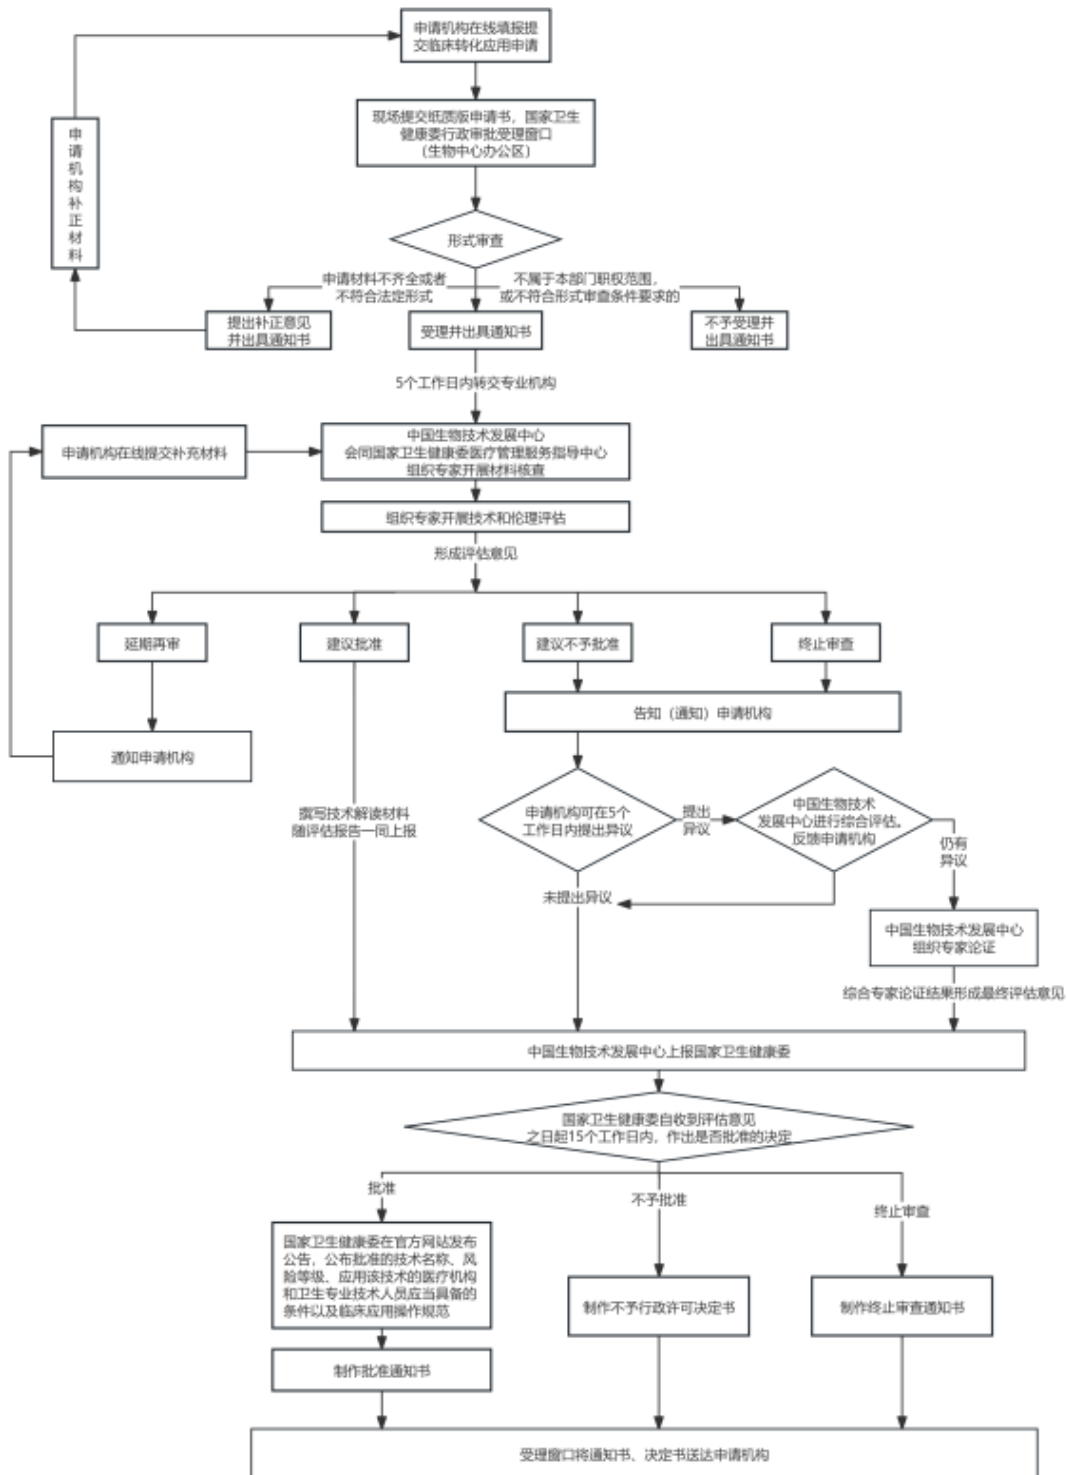 申请机构在线填报提
交临床转化应用申请
现场提交纸质版申请书，国家卫生
健康委行政审批受理窗口
（生物中心办公区）
申
请
机
构
补
正
材
料
形式审查
申请材料不齐全或者
不符合法定形式
不属于本部门职权范围，
或不符合形式审查条件要求的
提出补正意见
并出具通知书
受理并出具通知书
不予受理并
出具通知书
5个工作日内转交专业机构
申请机构在线提交补充材料
中国生物技术发展中心
会同国家卫生健康委医疗管理服务指导中心
组织专家开展材料核查
组织专家开展技术和伦理评估
形成评估意见
延期再审
建议批准
建议不予批准
终止审查
告知（通知）申请机构
通知申请机构
撰写技术解读材料
随评估报告一同上报
申请机构可在5个
工作日内提出异议
提出
异议
中国生物技术
发展中心进行综合评估。
反馈申请机构
仍有
异议
未提出异议
中国生物技术发展中心
组织专家论证
综合专家论证结果形成最终评估意见
中国生物技术发展中心上报国家卫生健康委
国家卫生健康委自收到评估意见
之日起15个工作日内，作出是否批准的决定
批准
不予批准
终止审查
国家卫生健康委在官方网站发布
公告，公布批准的技术名称、风
险等级、应用该技术的医疗机构
和卫生专业技术人员应当具备的
条件以及临床应用操作规范
制作不予行政许可决定书
制作终止审查通知书
制作批准通知书
受理窗口将通知书、决定书送达申请机构